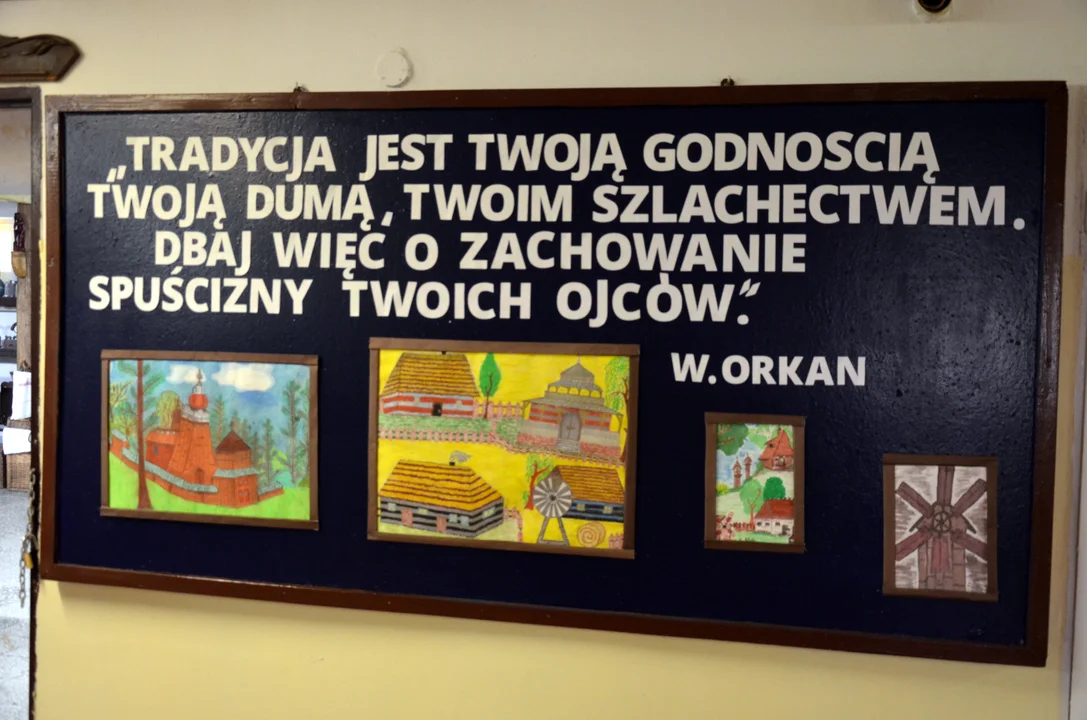 „TRADYCJA JEST TWOJĄ GODNOSCIĄ
TWOJĄ DUMĄ, TWOIM SZLACHECTWEM.
DBAJ WIĘC O ZACHOWANIE
SPUŚCIZNY TWOICH OJCÓW”.
W. ORKAN